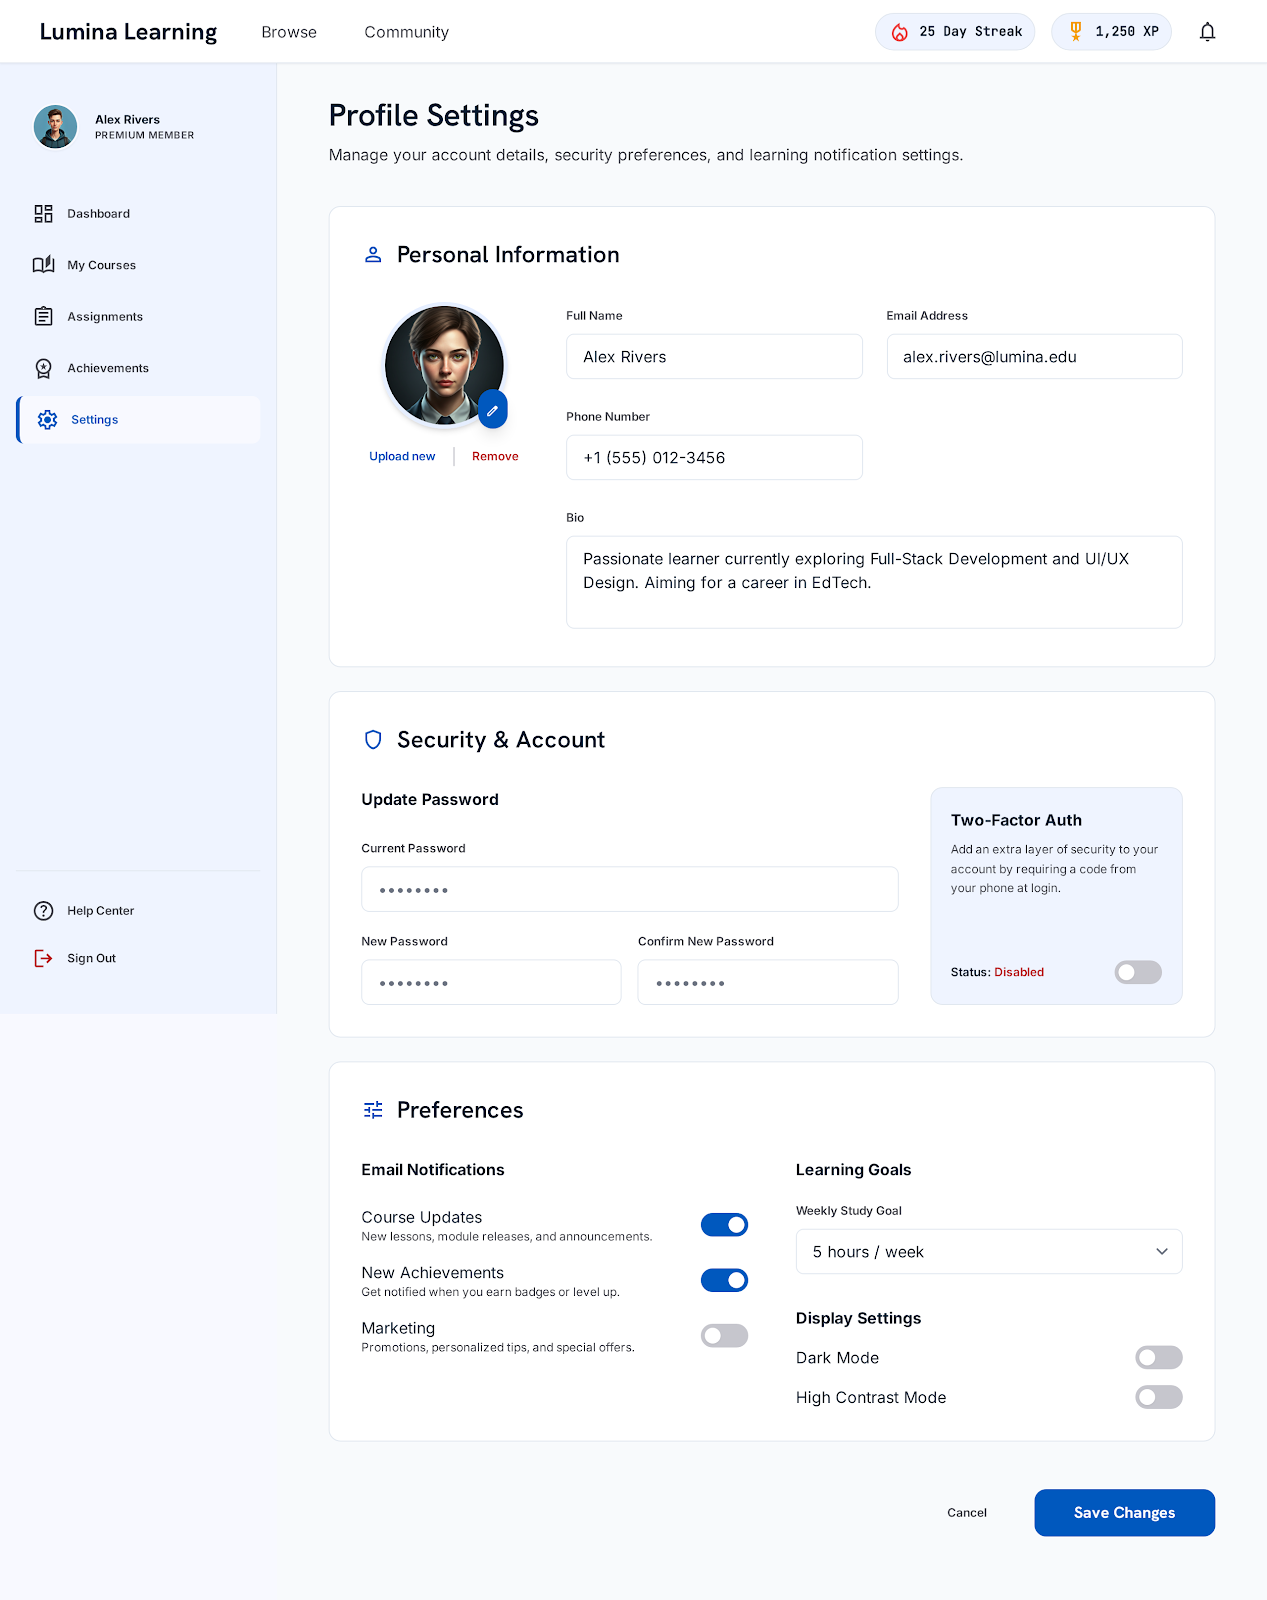 Lumina Learning
Browse
Community
25 Day Streak
1,250 XP
Alex Rivers
PREMIUM MEMBER
Dashboard
My Courses
Assignments
Achievements
Settings
Help Center
Sign Out
Profile Settings
Manage your account details, security preferences, and learning notification settings.
Personal Information
Upload new
Remove
Full Name
Alex Rivers
Email Address
alex.rivers@lumina.edu
Phone Number
+1 (555) 012-3456
Bio
Passionate learner currently exploring Full-Stack Development and UI/UX
Design. Aiming for a career in EdTech.
Security & Account
Update Password
Current Password
••••••••
New Password
••••••••
Confirm New Password
••••••••
Two-Factor Auth
Add an extra layer of security to your
account by requiring a code from
your phone at login.
Status: Disabled
Preferences
Email Notifications
Course Updates
New lessons, module releases, and announcements.
New Achievements
Get notified when you earn badges or level up.
Marketing
Promotions, personalized tips, and special offers.
Learning Goals
Weekly Study Goal
5 hours / week
Display Settings
Dark Mode
High Contrast Mode
Cancel
Save Changes